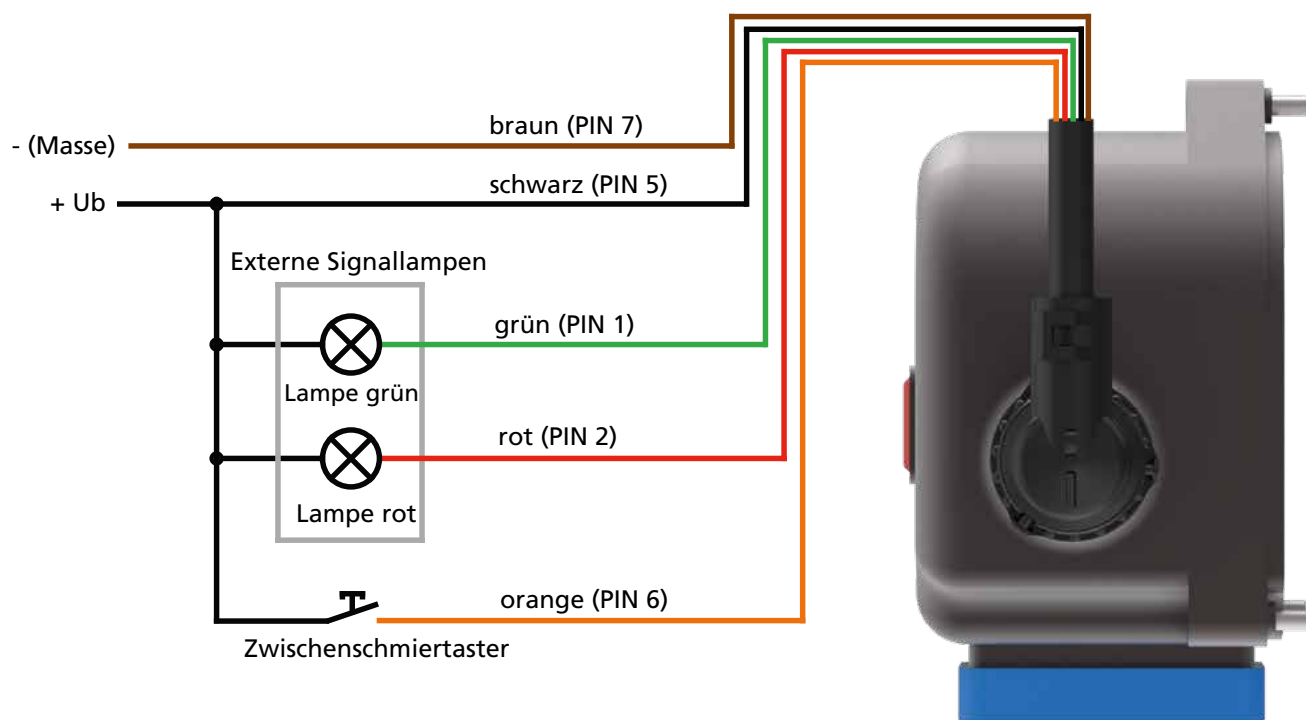 braun (PIN 7)
- (Masse)
schwarz (PIN 5)
+ Ub
Externe Signallampen
grün (PIN 1)
Lampe grün
rot (PIN 2)
Lampe rot
orange (PIN 6)
Zwischenschmiertaster